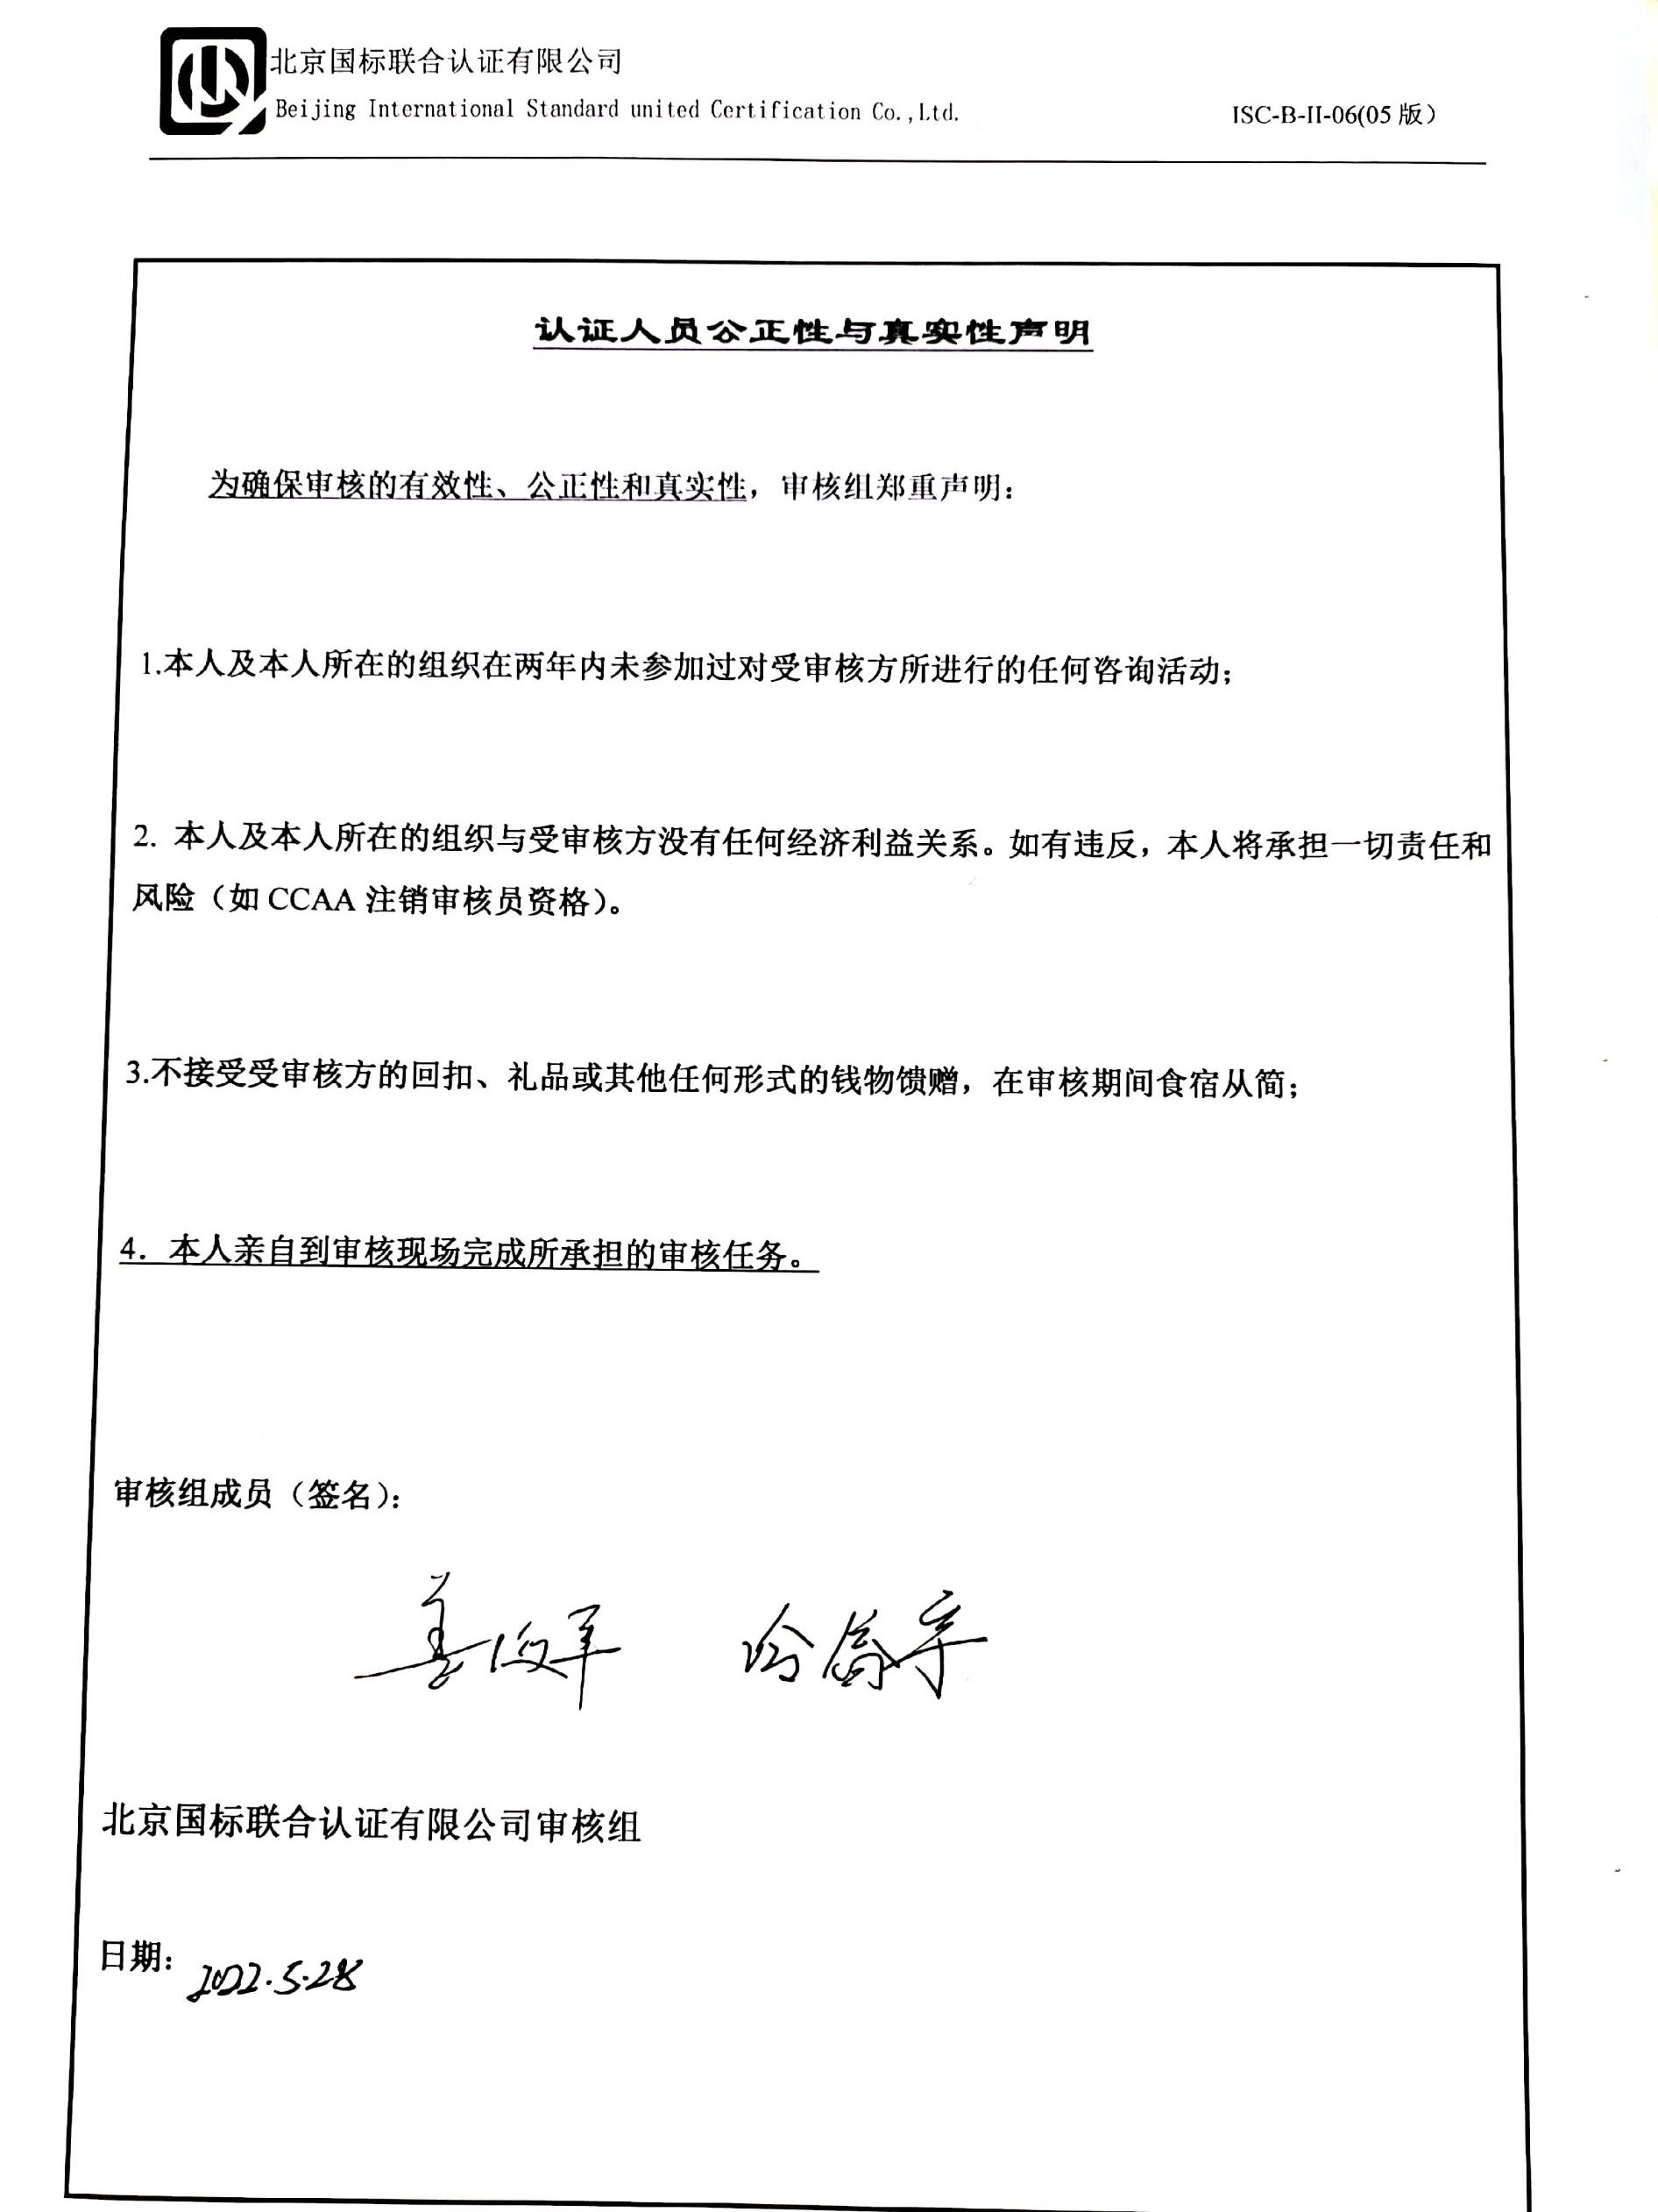 北京国标联合认证有限公司
Beijing International Standard united Certification Co.,Ltd.
ISC-B-II-06(05 版）
认证人员公正性与真实性声明
为确保审核的有效性、公正性和真实性，审核组郑重声明：
1.本人及本人所在的组织在两年内未参加过对受审核方所进行的任何咨询活动；
2. 本人及本人所在的组织与受审核方没有任何经济利益关系。如有违反，本人将承担一切责任和
风险（如 CCAA 注销审核员资格）。
3.不接受受审核方的回扣、礼品或其他任何形式的钱物馈赠，在审核期间食宿从简；
4. 本人亲自到审核现场完成所承担的审核任务。
审核组成员（签名）：
北京国标联合认证有限公司审核组
日期：2022.5.28